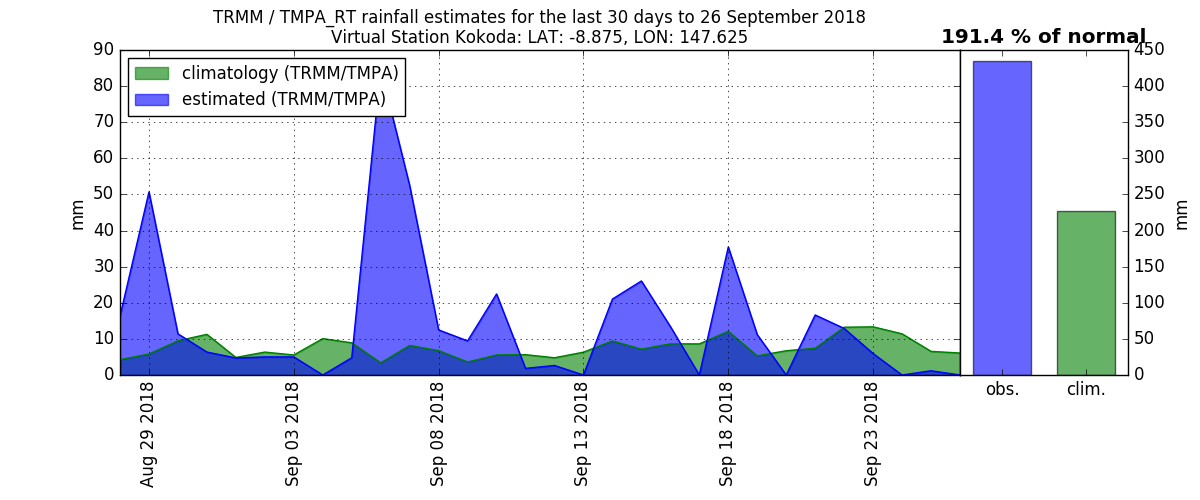 TRMM / TMPA_RT rainfall estimates for the last 30 days to 26 September 2018
Virtual Station Kokoda: LAT: -8.875, LON: 147.625
191.4 % of normal
climatology (TRMM/TMPA)
estimated (TRMM/TMPA)
mm
90
80
70
60
50
40
30
20
10
0
Aug 29 2018
Sep 03 2018
Sep 08 2018
Sep 13 2018
Sep 18 2018
Sep 23 2018
obs.
clim.
450
400
350
300
250
200
150
100
50
0
mm